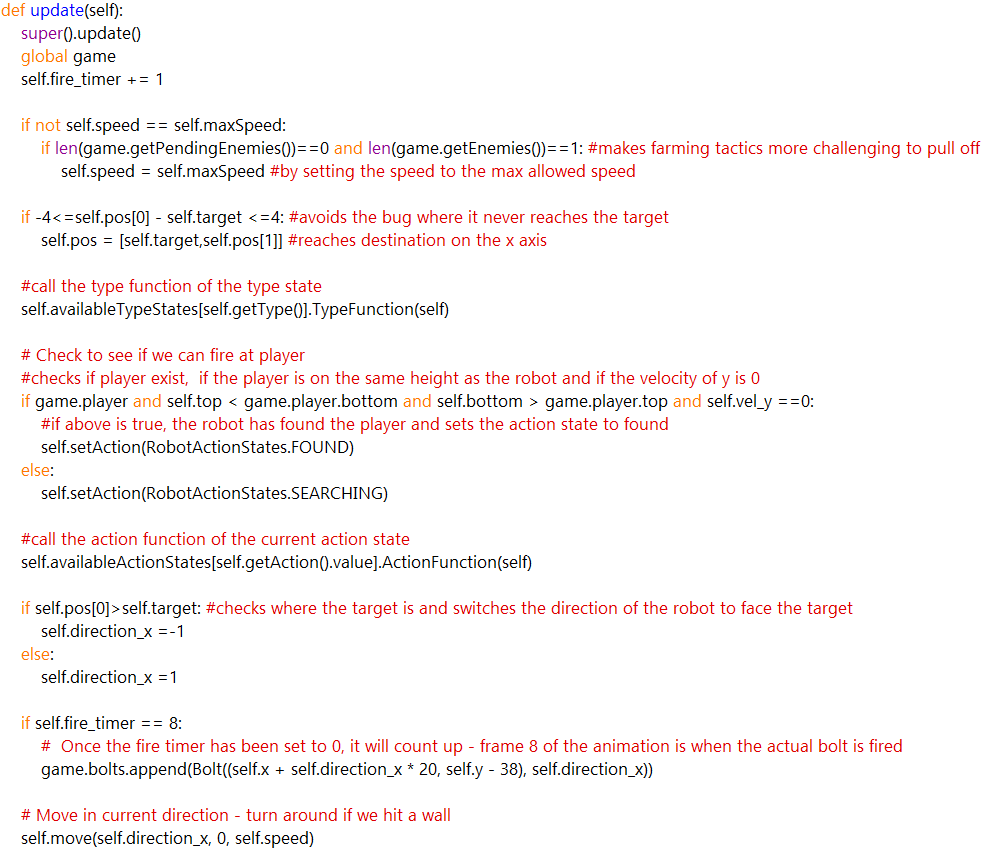 def update(self):
    super().update()
    global game
    self.fire_timer += 1

    if not self.speed == self.maxSpeed:
        if len(game.getPendingEnemies())==0 and len(game.getEnemies())==1: #makes farming tactics more challenging to pull off
            self.speed = self.maxSpeed #by setting the speed to the max allowed speed

    if -4<=self.pos[0] - self.target <=4: #avoids the bug where it never reaches the target
        self.pos = [self.target,self.pos[1]] #reaches destination on the x axis

    #call the type function of the type state
    self.availableTypeStates[self.getType()].TypeFunction(self)

    # Check to see if we can fire at player
    #checks if player exist,  if the player is on the same height as the robot and if the velocity of y is 0
    if game.player and self.top < game.player.bottom and self.bottom > game.player.top and self.vel_y ==0:
        #if above is true, the robot has found the player and sets the action state to found
        self.setAction(RobotActionStates.FOUND)
    else:
        self.setAction(RobotActionStates.SEARCHING)

    #call the action function of the current action state
    self.availableActionStates[self.getAction().value].ActionFunction(self)

    if self.pos[0]>self.target: #checks where the target is and switches the direction of the robot to face the target
        self.direction_x =-1
    else:
        self.direction_x =1

    if self.fire_timer == 8:
        #  Once the fire timer has been set to 0, it will count up - frame 8 of the animation is when the actual bolt is fired
        game.bolts.append(Bolt((self.x + self.direction_x * 20, self.y - 38), self.direction_x))

    # Move in current direction - turn around if we hit a wall
    self.move(self.direction_x, 0, self.speed)